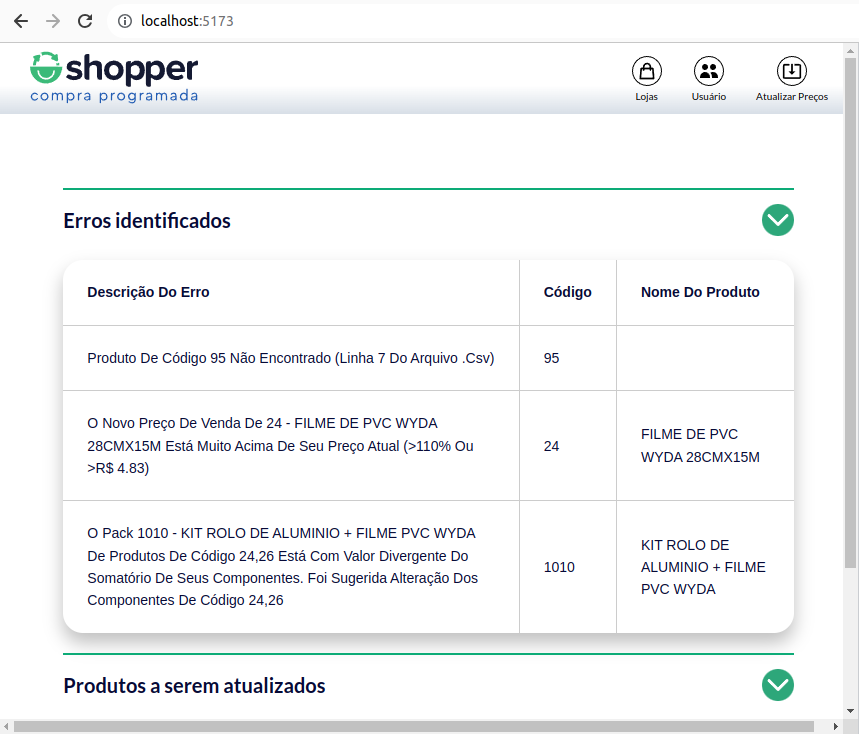 localhost:5173
shopper
compra programada
Lojas
Usuário
Atualizar Preços
Erros identificados
Descrição Do Erro
Código
Nome Do Produto
Produto De Código 95 Não Encontrado (Linha 7 Do Arquivo .Csv)
95
O Novo Preço De Venda De 24 - FILME DE PVC WYDA
28CMX15M Está Muito Acima De Seu Preço Atual (>110% Ou
>R$ 4.83)
24
FILME DE PVC
WYDA 28CMX15M
O Pack 1010 - KIT ROLO DE ALUMINIO + FILME PVC WYDA
De Produtos De Código 24,26 Está Com Valor Divergente Do
Somatório De Seus Componentes. Foi Sugerida Alteração Dos
Componentes De Código 24,26
1010
KIT ROLO DE
ALUMINIO + FILME
PVC WYDA
Produtos a serem atualizados